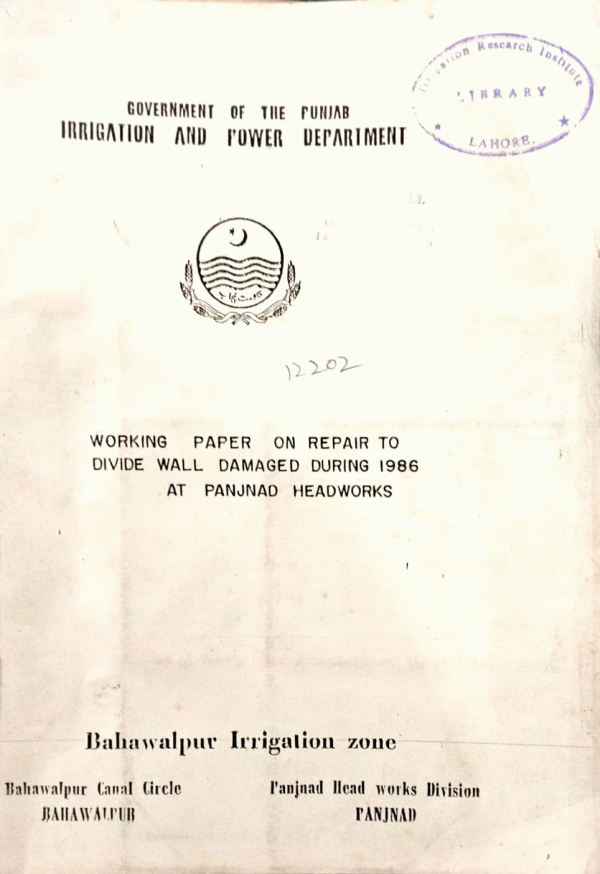 Irrigation Research Institute
LIBRARY
LAHORE.
GOVERNMENT OF THE PUNJAB
IRRIGATION AND POWER DEPARTMENT
12202
WORKING PAPER ON REPAIR TO
DIVIDE WALL DAMAGED DURING 1986
AT PANJNAD HEADWORKS
Bahawalpur Irrigation zone
Bahawalpur Canal Circle
BAHAWALPUR
Panjnad Head works Division
PANJNAD